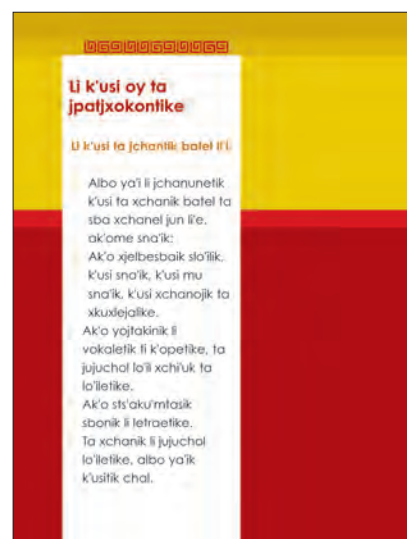 Li k'usi oy ta
jpatjxokontike
Li k'usi ta jchantik batel li'i.
Albo ya'i li jchanunetik
k'usi ta xchanik batel ta
sba xchanel jun li'e.
ak'ome sna'ik:
Ak'o xjelbesbaik slo'ilik.
k'usi sna'ik, k'usi mu
sna'ik, k'usi xchanojik ta
xkuxlejalike.
Ak'o yojtakinik li
vokaletik ti k'opetike, ta
jujuchol lo'il xchi'uk ta
lo'iletike.
Ak'o sts'aku'mtasik
sbonik li letraetike.
Ta xchanik li jujuchol
lo'iletike, albo ya'ik
k'usitik chal.